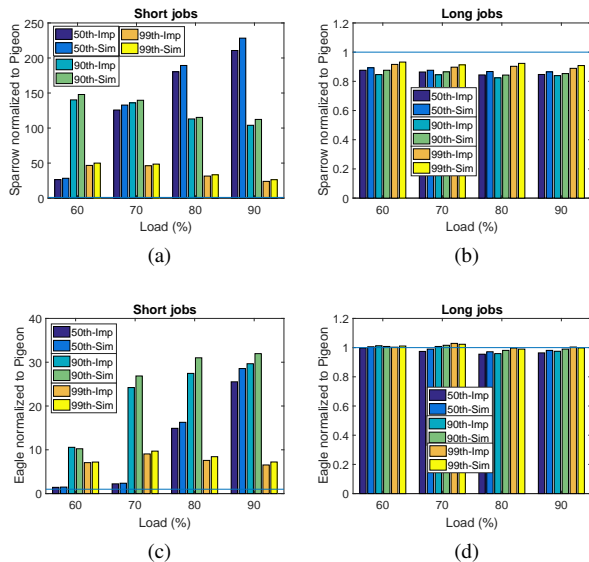 Short jobs
Sparrow normalized to Pigeon
250
200
150
100
50
0
50th-Imp
50th-Sim
90th-Imp
90th-Sim
99th-Imp
99th-Sim
60 70 80 90
Load (%)
(a)
Long jobs
Sparrow normalized to Pigeon
1.2
1
0.8
0.6
0.4
0.2
0
50th-Imp
50th-Sim
90th-Imp
90th-Sim
99th-Imp
99th-Sim
60 70 80 90
Load (%)
(b)
Short jobs
Eagle normalized to Pigeon
40
30
20
10
0
50th-Imp
50th-Sim
90th-Imp
90th-Sim
99th-Imp
99th-Sim
60 70 80 90
Load (%)
(c)
Long jobs
Eagle normalized to Pigeon
1.2
1
0.8
0.6
0.4
0.2
0
50th-Imp
50th-Sim
90th-Imp
90th-Sim
99th-Imp
99th-Sim
60 70 80 90
Load (%)
(d)